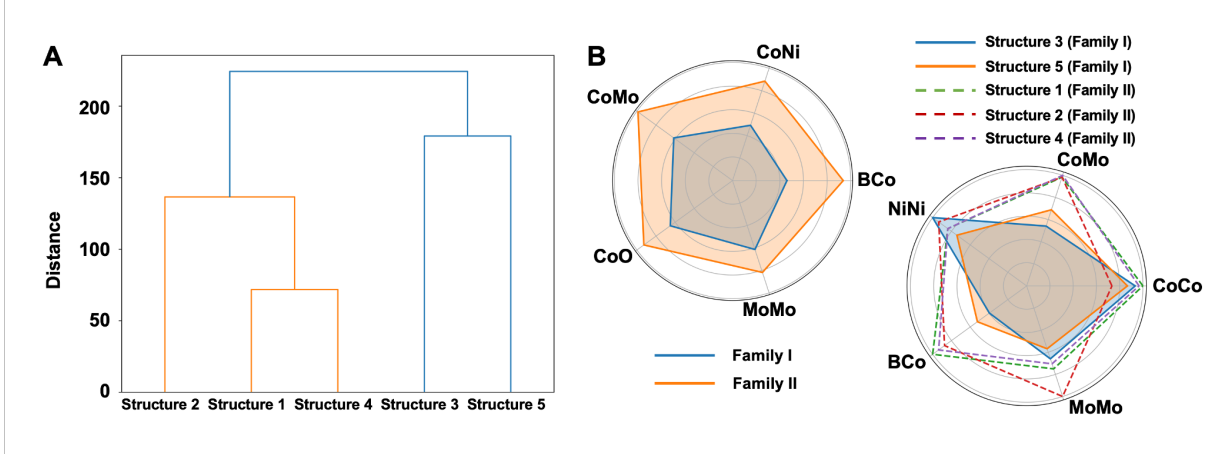 A
Distance
200
150
100
50
0
Structure 2 Structure 1 Structure 4 Structure 3 Structure 5
B
CoNi
CoMo
BCo
CoO
MoMo
Family I
Family II
Structure 3 (Family I)
Structure 5 (Family I)
Structure 1 (Family II)
Structure 2 (Family II)
Structure 4 (Family II)
CoMo
NiNi
CoCo
BCo
MoMo